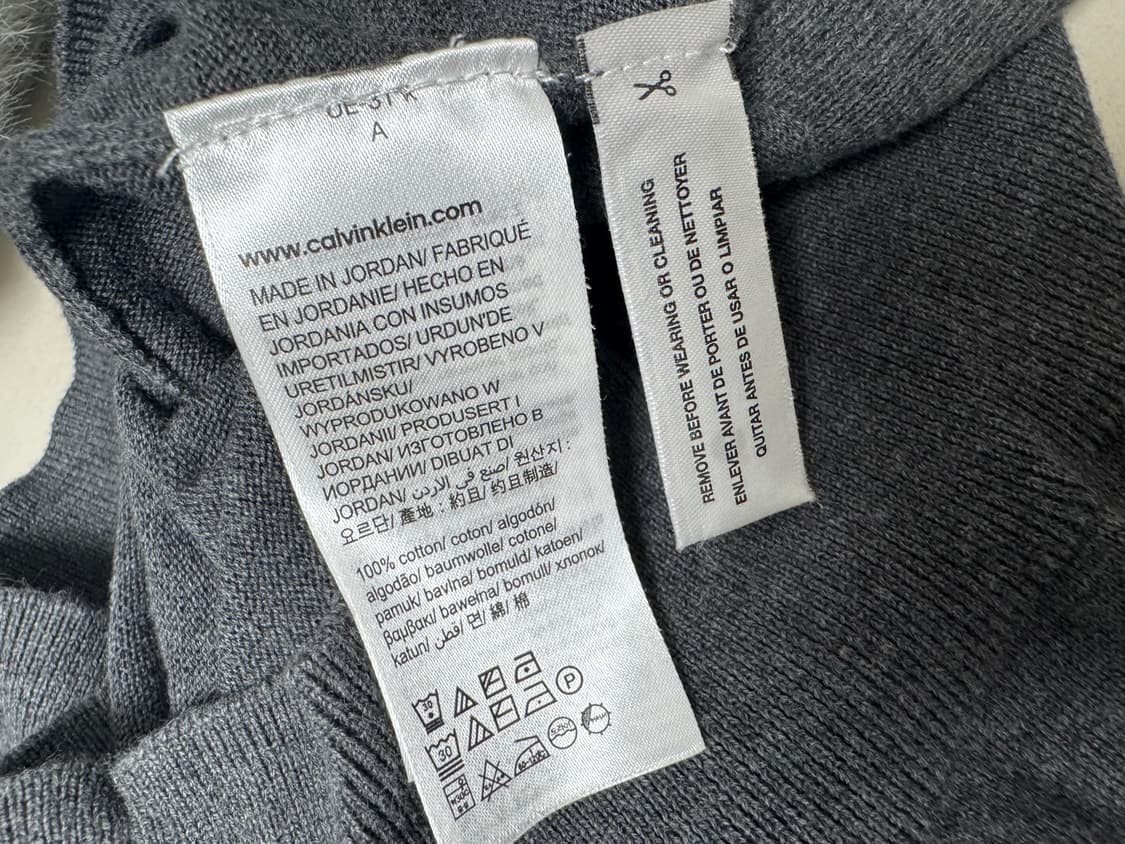 A
www.calvinklein.com
MADE IN JORDAN/ FABRIQUÉ
EN JORDANIE/ HECHO EN
JORDANIA CON INSUMOS
IMPORTADOS/ URDUN'DE
URETILMISTIR/ VYROBENO V
JORDÁNSKU/
WYPRODUKOWANO W
JORDANII/ PRODUSERT I
JORDAN/ ИЗГОТОВЛЕНО В
ИОРДАНИИ/ DIBUAT DI
JORDAN/ صنع في الردن/ 원산지 :
요르단/ 產地 : 約旦/ 约旦制造/
100% cotton/ coton/ algodón/
algodão/ baumwolle/ cotone/
pamuk/ bavlna/ bomuld/ katoen/
βαμβακι/ bawełna/ bomull/ хлопок/
katun/ قطن/ 면/ 綿/ 棉
30
P
30
REMOVE BEFORE WEARING OR CLEANING
ENLEVER AVANT DE PORTER OU DE NETTOYER
QUITAR ANTES DE USAR O LIMPIAR